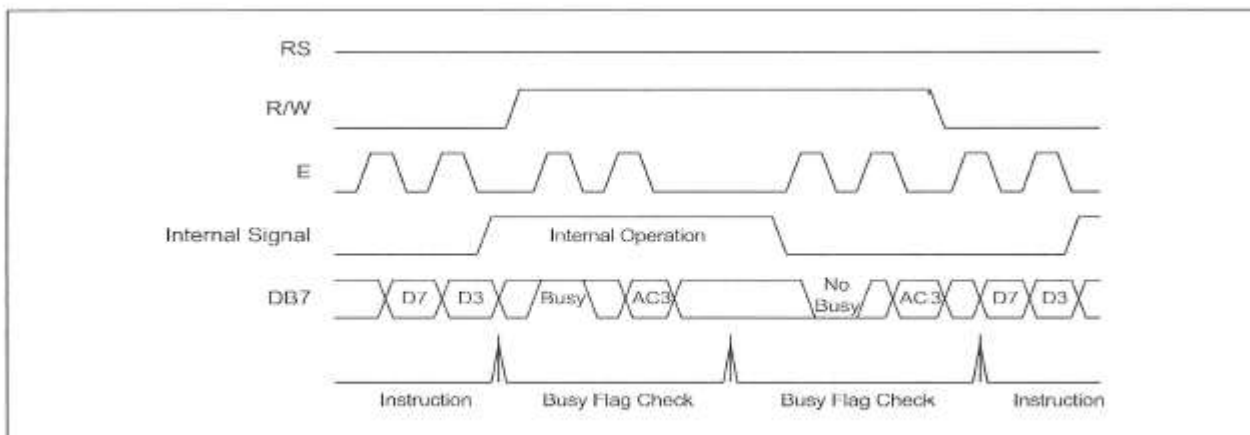 RS
R/W
E
Internal Signal
Internal Operation
DB7
D7
D3
Busy
AC3
No
Busy
AC3
D7
D3
Instruction
Busy Flag Check
Busy Flag Check
Instruction